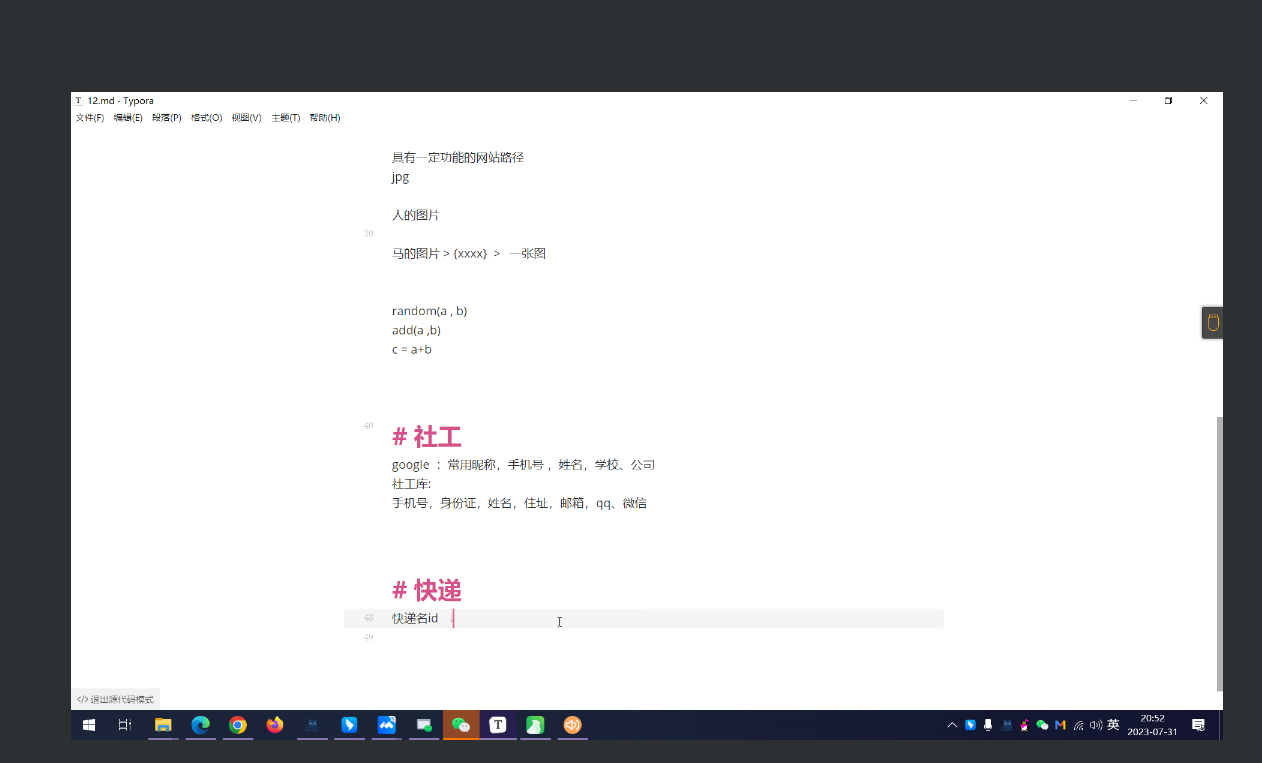 12.md - Typora
文件(F) 编辑(E) 段落(P) 格式(O) 视图(V) 主题(T) 帮助(H)
具有一定功能的网站路径
jpg
人的图片
30
马的图片 > {xxxx} > 一张图
random(a , b)
add(a ,b)
c = a+b
40
# 社工
google ： 常用昵称，手机号 ，姓名，学校、公司
社工库:
手机号，身份证，姓名，住址，邮箱，qq、微信
# 快递
48 快递名id
49
</> 退出源代码模式
英
20:52
2023-07-31